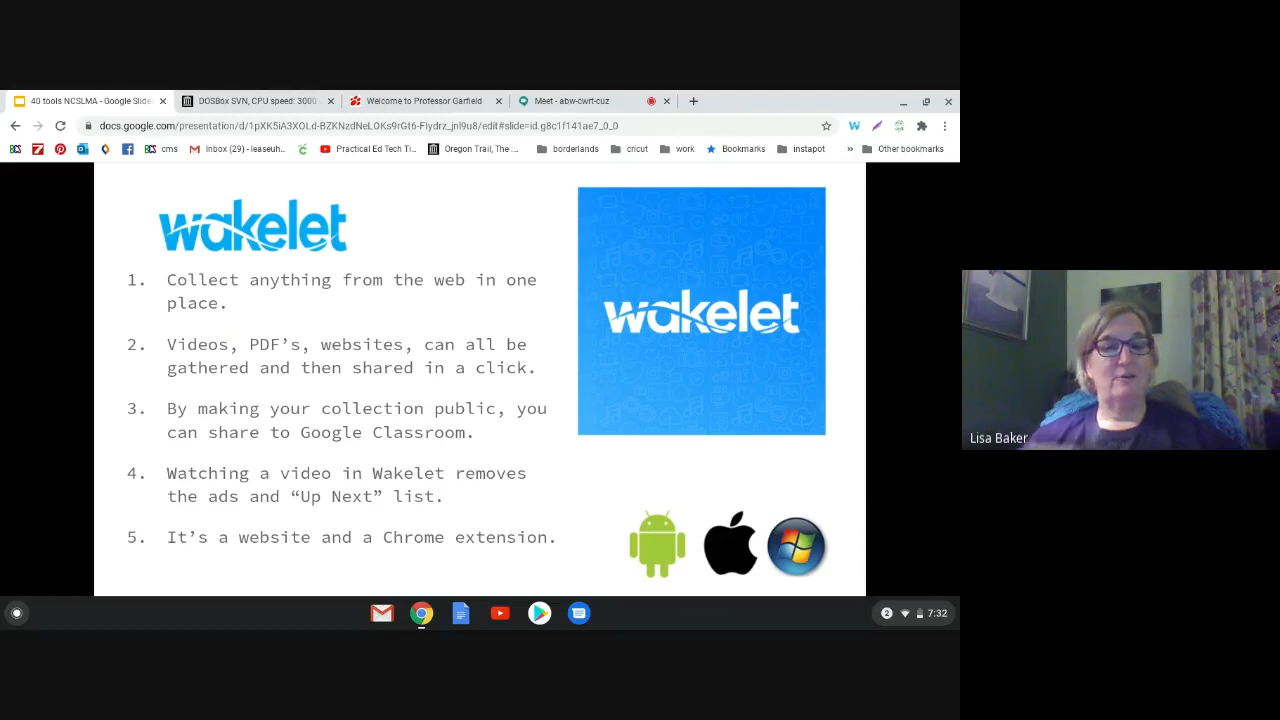 40 tools NCSLMA - Google Slide
DOSBox SVN, CPU speed: 3000
Welcome to Professor Garfield
Meet - abw-cwrt-cuz
docs.google.com/presentation/d/1pXK5iA3XOLd-BZKNzdNeLOKs9rGt6-Flydrz_jnl9u8/edit#slide=id.g8c1f141ae7_0_0
BCS
BCS cms
Inbox (29) - leaseuh...
Practical Ed Tech Ti...
Oregon Trail, The :...
borderlands
cricut
work
Bookmarks
instapot
»
Other bookmarks
wakelet
wakelet
1. Collect anything from the web in one
place.
2. Videos, PDF’s, websites, can all be
gathered and then shared in a click.
3. By making your collection public, you
can share to Google Classroom.
4. Watching a video in Wakelet removes
the ads and “Up Next” list.
5. It’s a website and a Chrome extension.
Lisa Baker
2
7:32